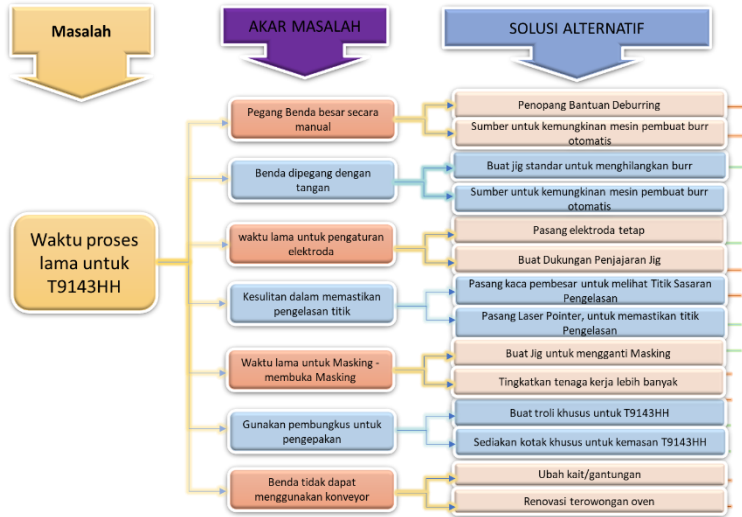 Masalah
AKAR MASALAH
SOLUSI ALTERNATIF
Waktu proses
lama untuk
T9143HH
Pegang Benda besar secara
manual
Penopang Bantuan Deburring
Sumber untuk kemungkinan mesin pembuat burr
otomatis
Benda dipegang dengan
tangan
Buat jig standar untuk menghilangkan burr
Sumber untuk kemungkinan mesin pembuat burr
otomatis
waktu lama untuk pengaturan
elektroda
Pasang elektroda tetap
Buat Dukungan Penjajaran Jig
Kesulitan dalam memastikan
pengelasan titik
Pasang kaca pembesar untuk melihat Titik Sasaran
Pengelasan
Pasang Laser Pointer, untuk memastikan titik
Pengelasan
Waktu lama untuk Masking -
membuka Masking
Buat Jig untuk mengganti Masking
Tingkatkan tenaga kerja lebih banyak
Gunakan pembungkus untuk
pengepakan
Buat troli khusus untuk T9143HH
Sediakan kotak khusus untuk kemasan T9143HH
Benda tidak dapat
menggunakan konveyor
Ubah kait/gantungan
Renovasi terowongan oven